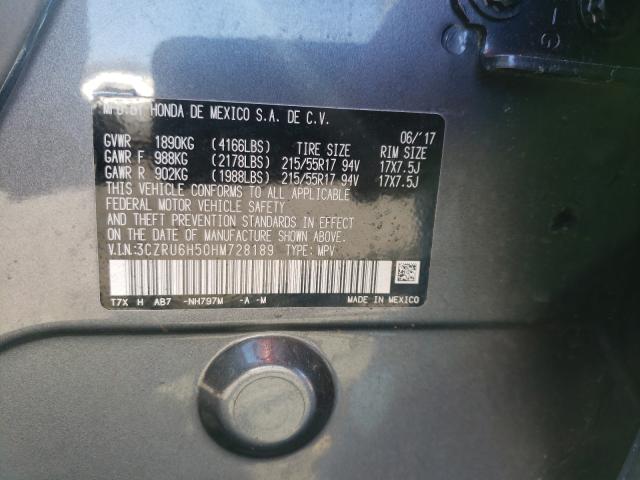 MFD.BY HONDA DE MEXICO S.A. DE C.V.
06/'17
GVWR 1890KG (4166LBS) TIRE SIZE RIM SIZE
GAWR F 988KG (2178LBS) 215/55R17 94V 17X7.5J
GAWR R 902KG (1988LBS) 215/55R17 94V 17X7.5J
THIS VEHICLE CONFORMS TO ALL APPLICABLE
FEDERAL MOTOR VEHICLE SAFETY
AND THEFT PREVENTION STANDARDS IN EFFECT
ON THE DATE OF MANUFACTURE SHOWN ABOVE.
V.I.N.:3CZRU6H50HM728189 TYPE: MPV
T7X H AB7 -NH797M -A -M MADE IN MEXICO